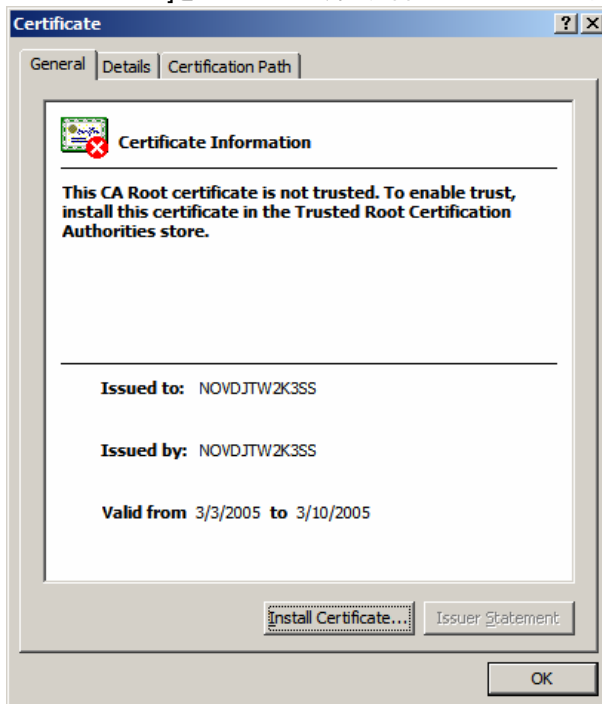 Certificate
General Details Certification Path
Certificate Information
This CA Root certificate is not trusted. To enable trust,
install this certificate in the Trusted Root Certification
Authorities store.
Issued to: NOVDJTW2K3SS
Issued by: NOVDJTW2K3SS
Valid from 3/3/2005 to 3/10/2005
Install Certificate... Issuer Statement
OK